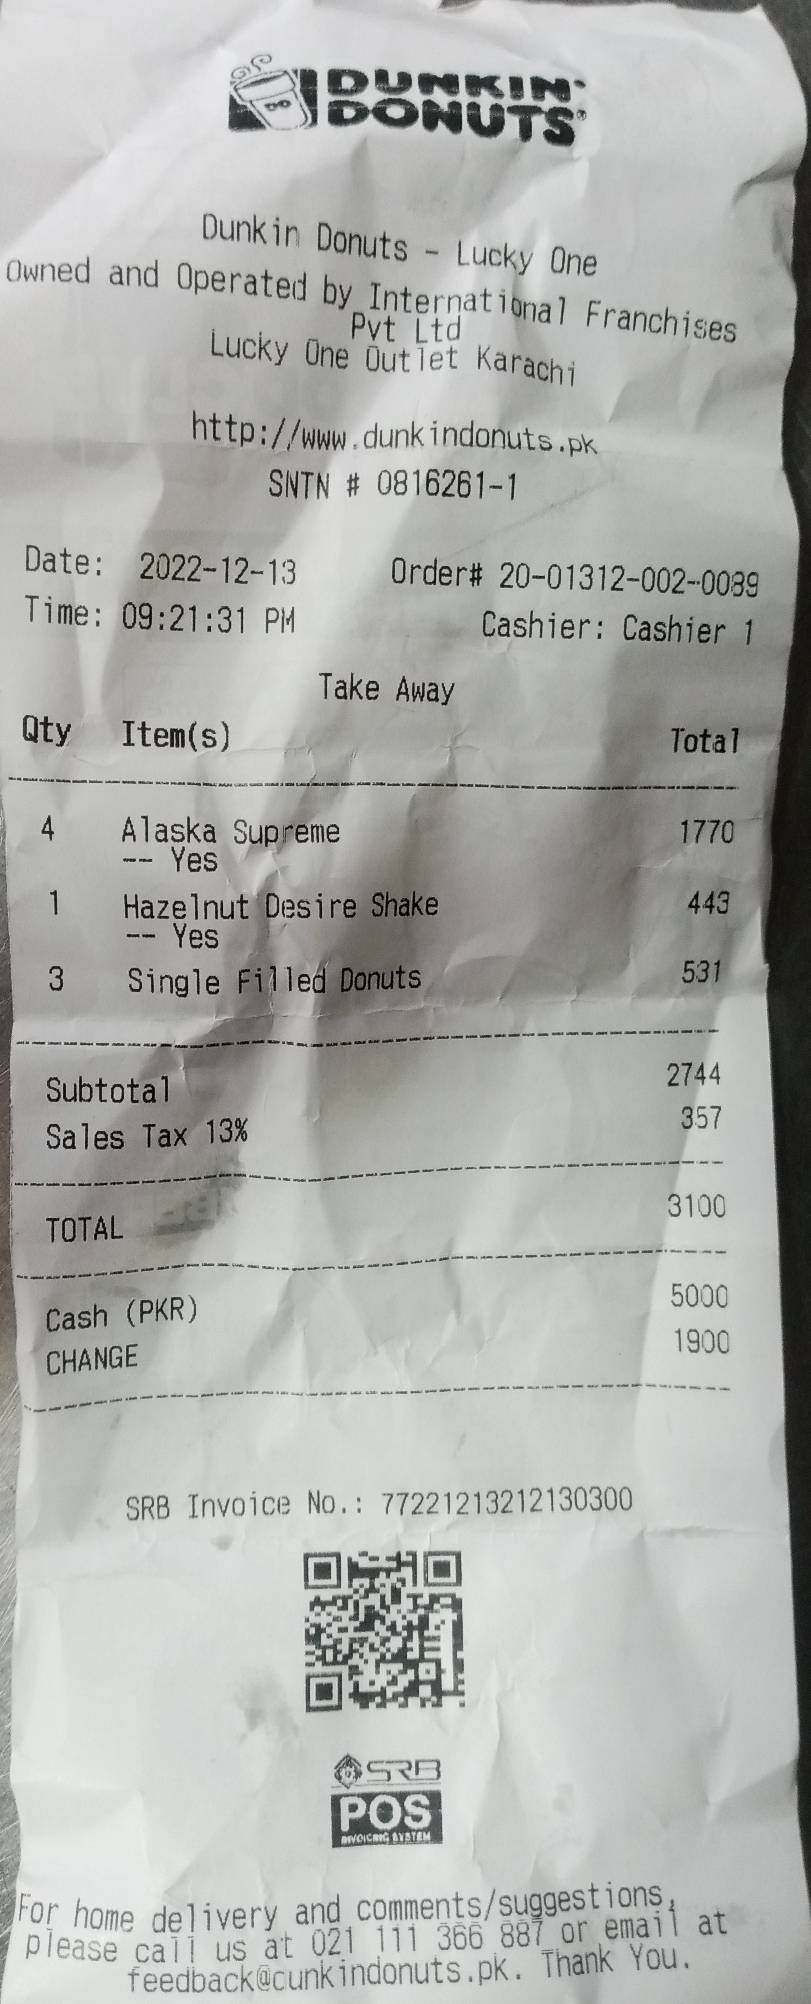 DUNKIN'
DONUTS®
Dunkin Donuts - Lucky One
Owned and Operated by International Franchises
Pvt Ltd
Lucky One Outlet Karachi
http://www.dunkindonuts.pk
SNTN # 0816261-1
Date: 2022-12-13 Order# 20-01312-002-0089
Time: 09:21:31 PM Cashier: Cashier 1
Take Away
Qty Item(s) Total
4 Alaska Supreme 1770
-- Yes
1 Hazelnut Desire Shake 443
-- Yes
3 Single Filled Donuts 531
Subtotal 2744
Sales Tax 13% 357
TOTAL 3100
Cash (PKR) 5000
CHANGE 1900
SRB Invoice No.: 77221213212130300
SRB
POS
INVOICING SYSTEM
For home delivery and comments/suggestions,
please call us at 021 111 366 887 or email at
feedback@cunkindonuts.pk. Thank You.